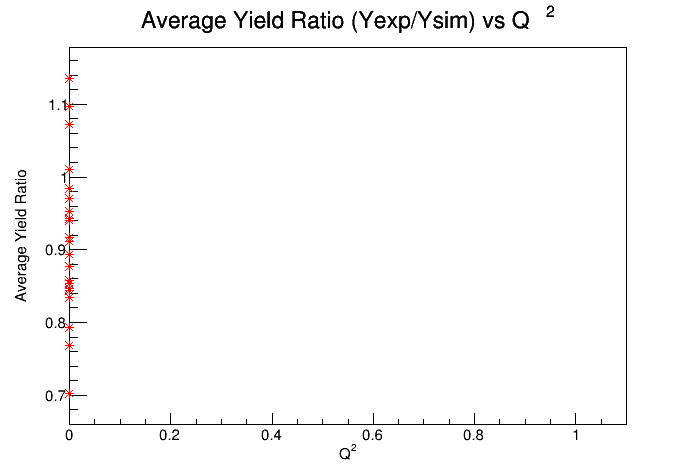 Average Yield Ratio (Yexp/Ysim) vs Q 2
1.1
1
0.9
0.8
0.7
Average Yield Ratio
0 0.2 0.4 0.6 0.8 1
Q2